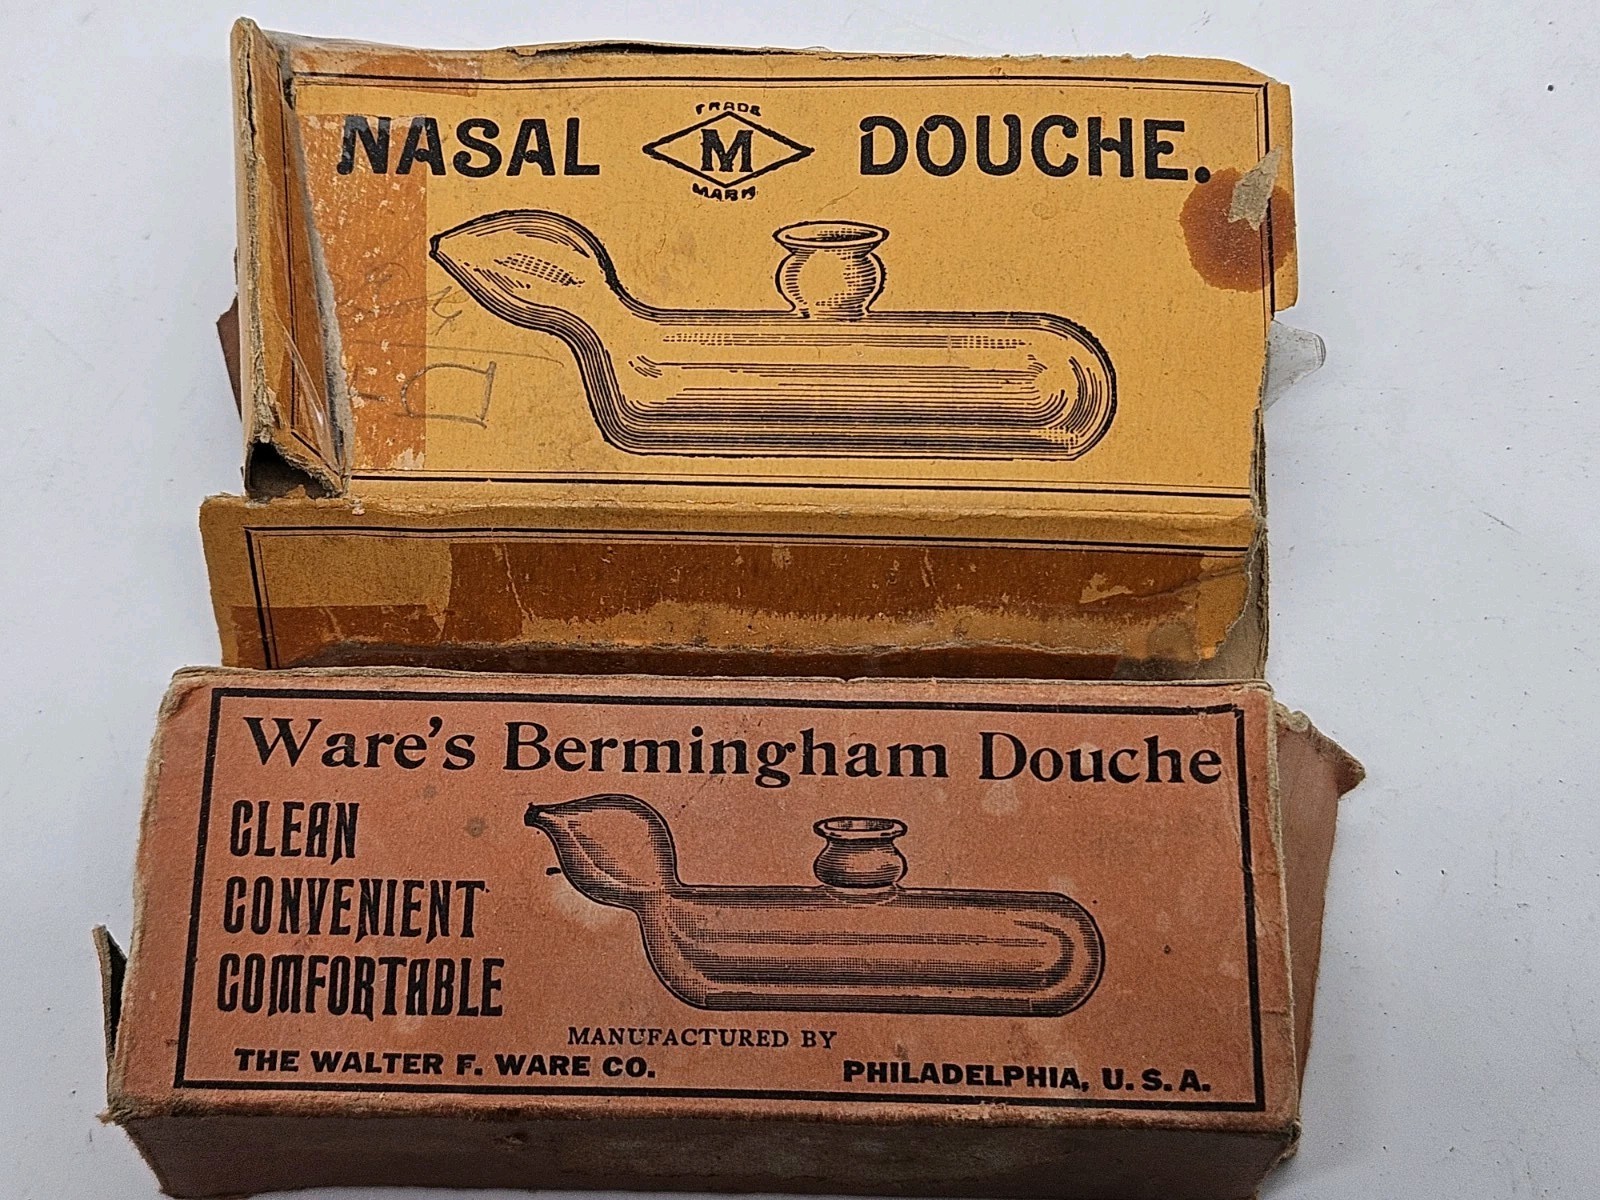 NASAL DOUCHE.
TRADE
M
MARK
Ware's Bermingham Douche
CLEAN
CONVENIENT
COMFORTABLE
MANUFACTURED BY
THE WALTER F. WARE CO. PHILADELPHIA, U.S.A.